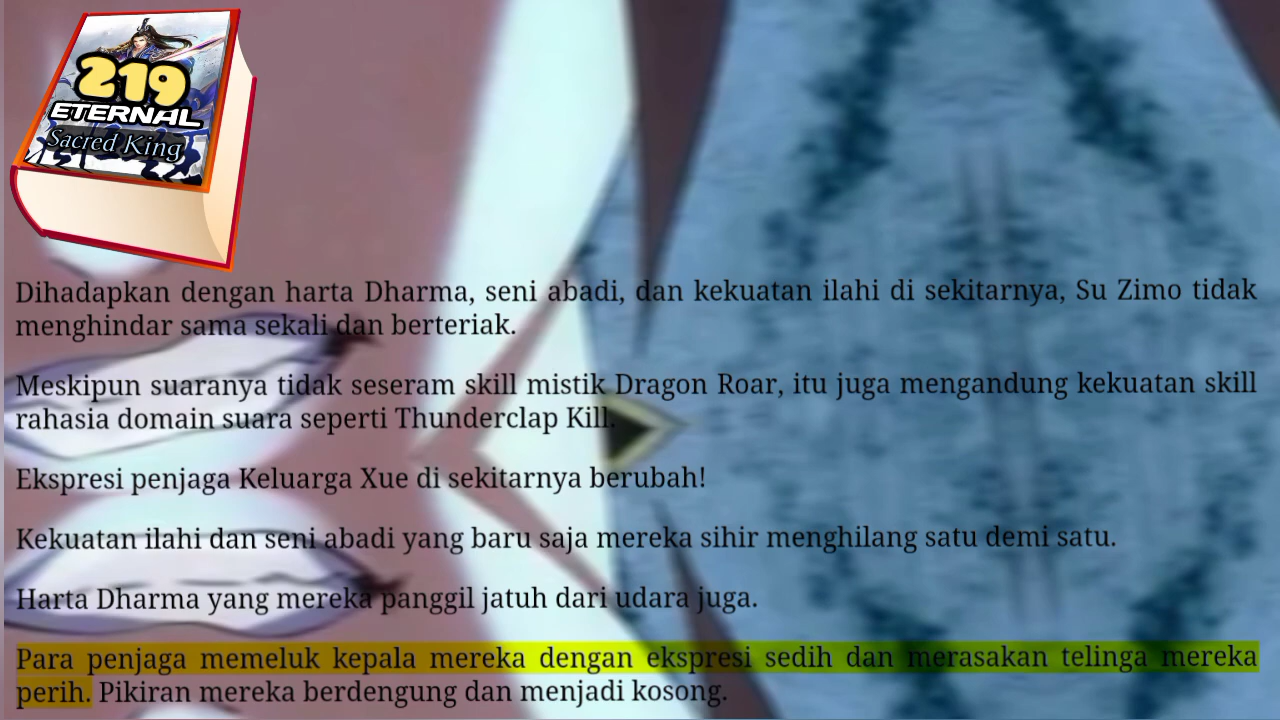 219
ETERNAL
Sacred King
Dihadapkan dengan harta Dharma, seni abadi, dan kekuatan ilahi di sekitarnya, Su Zimo tidak
menghindar sama sekali dan berteriak.
Meskipun suaranya tidak seseram skill mistik Dragon Roar, itu juga mengandung kekuatan skill
rahasia domain suara seperti Thunderclap Kill.
Ekspresi penjaga Keluarga Xue di sekitarnya berubah!
Kekuatan ilahi dan seni abadi yang baru saja mereka sihir menghilang satu demi satu.
Harta Dharma yang mereka panggil jatuh dari udara juga.
Para penjaga memeluk kepala mereka dengan ekspresi sedih dan merasakan telinga mereka
perih. Pikiran mereka berdengung dan menjadi kosong.